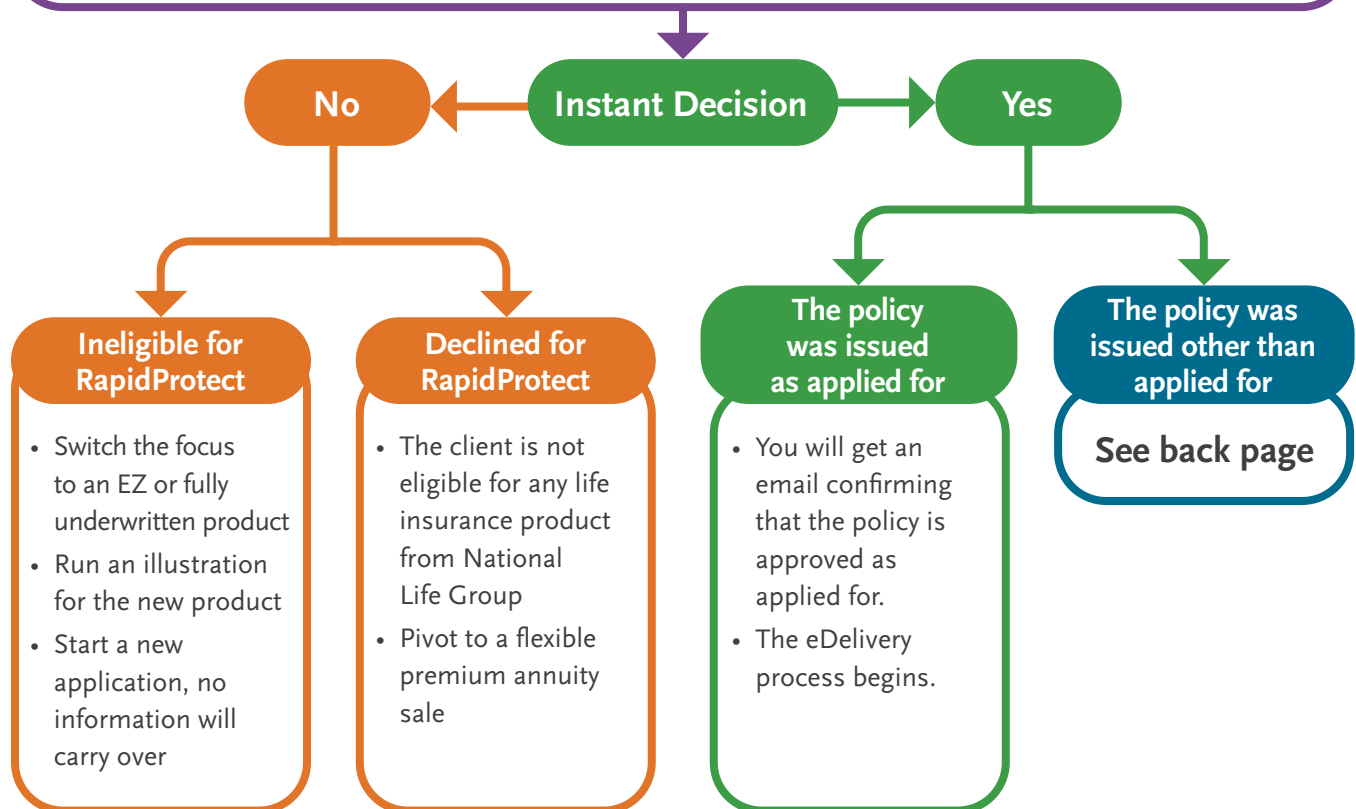 No
Instant Decision
Yes
Ineligible for
RapidProtect
• Switch the focus
to an EZ or fully
underwritten product
• Run an illustration
for the new product
• Start a new
application, no
information will
carry over
Declined for
RapidProtect
• The client is not
eligible for any life
insurance product
from National
Life Group
• Pivot to a flexible
premium annuity
sale
The policy
was issued
as applied for
• You will get an
email confirming
that the policy is
approved as
applied for.
• The eDelivery
process begins.
The policy was
issued other than
applied for
See back page